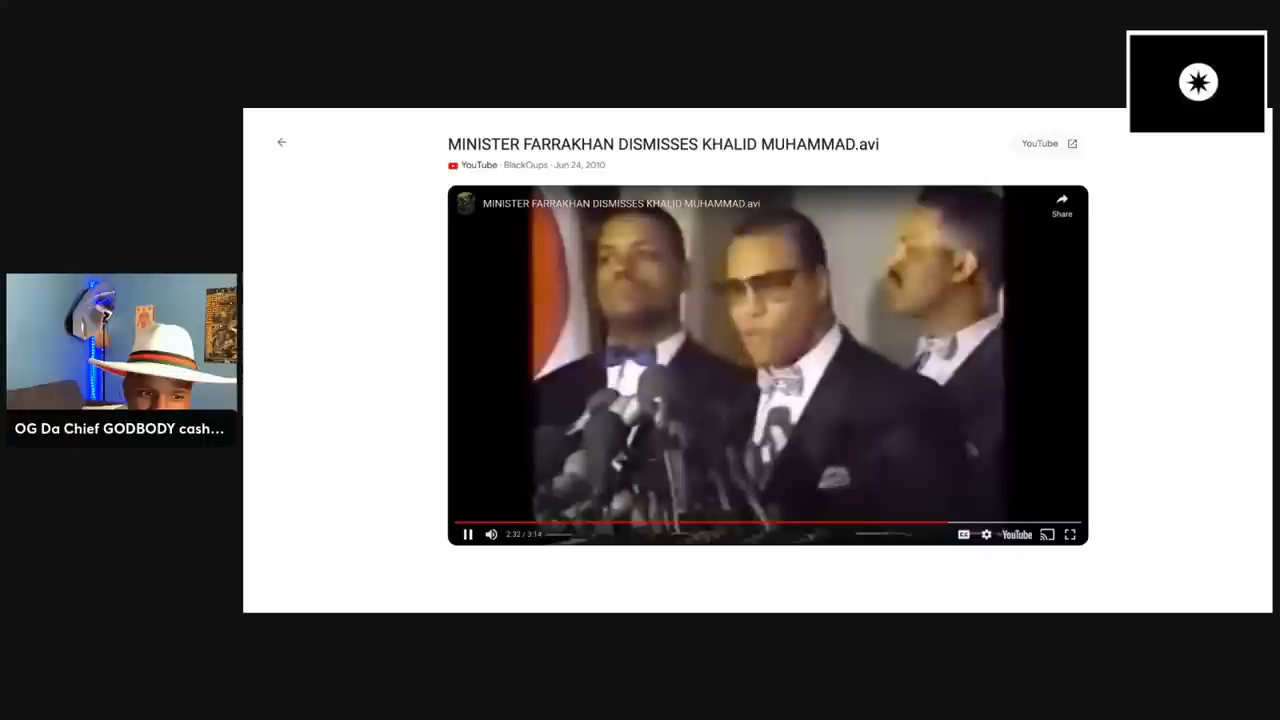 MINISTER FARRAKHAN DISMISSES KHALID MUHAMMAD.avi
YouTube
YouTube · BlackOups · Jun 24, 2010
MINISTER FARRAKHAN DISMISSES KHALID MUHAMMAD.avi
Share
OG Da Chief GODBODY cash...
2:32 / 3:14
CC
YouTube